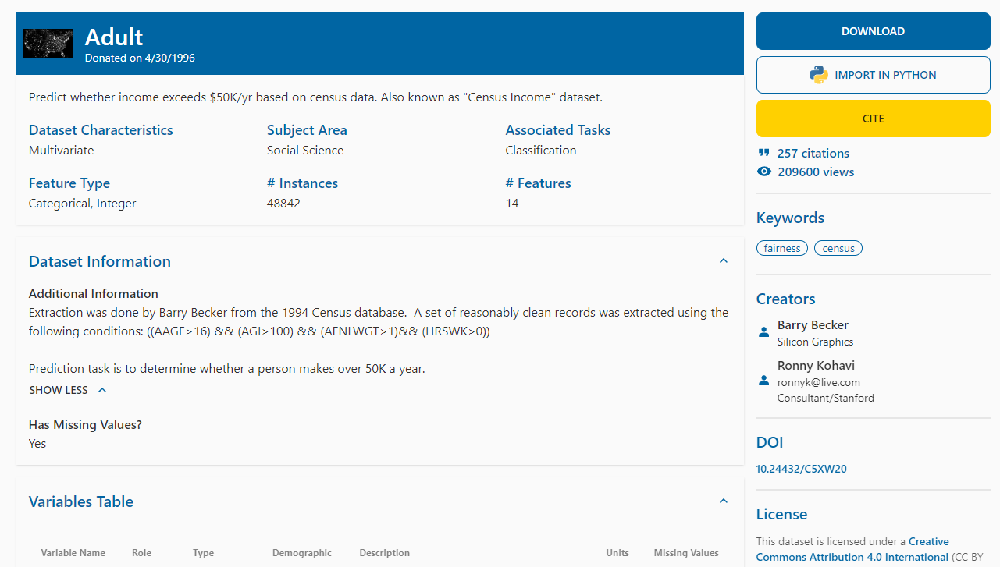 Adult
Donated on 4/30/1996
Predict whether income exceeds $50K/yr based on census data. Also known as "Census Income" dataset.
Dataset Characteristics
Multivariate
Subject Area
Social Science
Associated Tasks
Classification
Feature Type
Categorical, Integer
# Instances
48842
# Features
14
Dataset Information
Additional Information
Extraction was done by Barry Becker from the 1994 Census database.  A set of reasonably clean records was extracted using the
following conditions: ((AAGE>16) && (AGI>100) && (AFNLWGT>1)&& (HRSWK>0))
Prediction task is to determine whether a person makes over 50K a year.
SHOW LESS
Has Missing Values?
Yes
Variables Table
Variable Name Role Type Demographic Description Units Missing Values
DOWNLOAD
IMPORT IN PYTHON
CITE
257 citations
209600 views
Keywords
fairness census
Creators
Barry Becker
Silicon Graphics
Ronny Kohavi
ronnyk@live.com
Consultant/Stanford
DOI
10.24432/C5XW20
License
This dataset is licensed under a Creative
Commons Attribution 4.0 International (CC BY